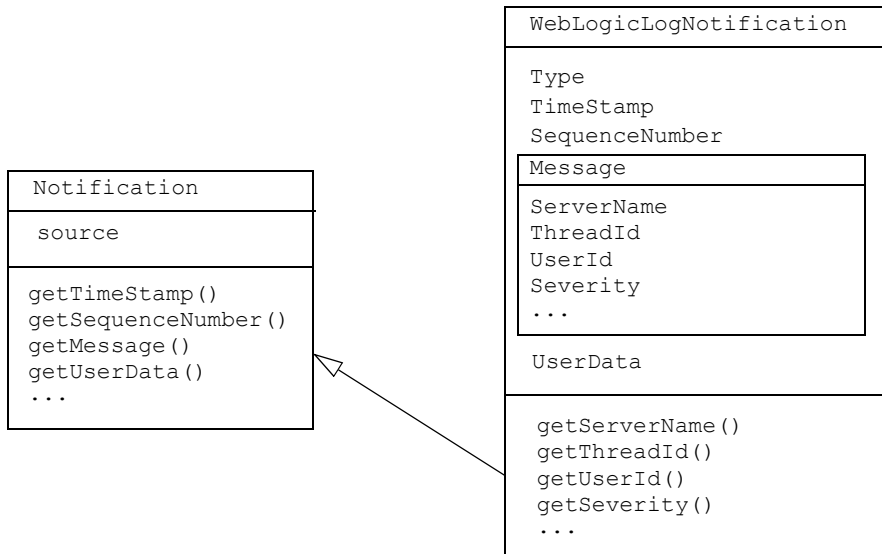 Notification
source
getTimeStamp()
getSequenceNumber()
getMessage()
getUserData()
...
WebLogicLogNotification
Type
TimeStamp
SequenceNumber
Message
ServerName
ThreadId
UserId
Severity
...
UserData
getServerName()
getThreadId()
getUserId()
getSeverity()
...